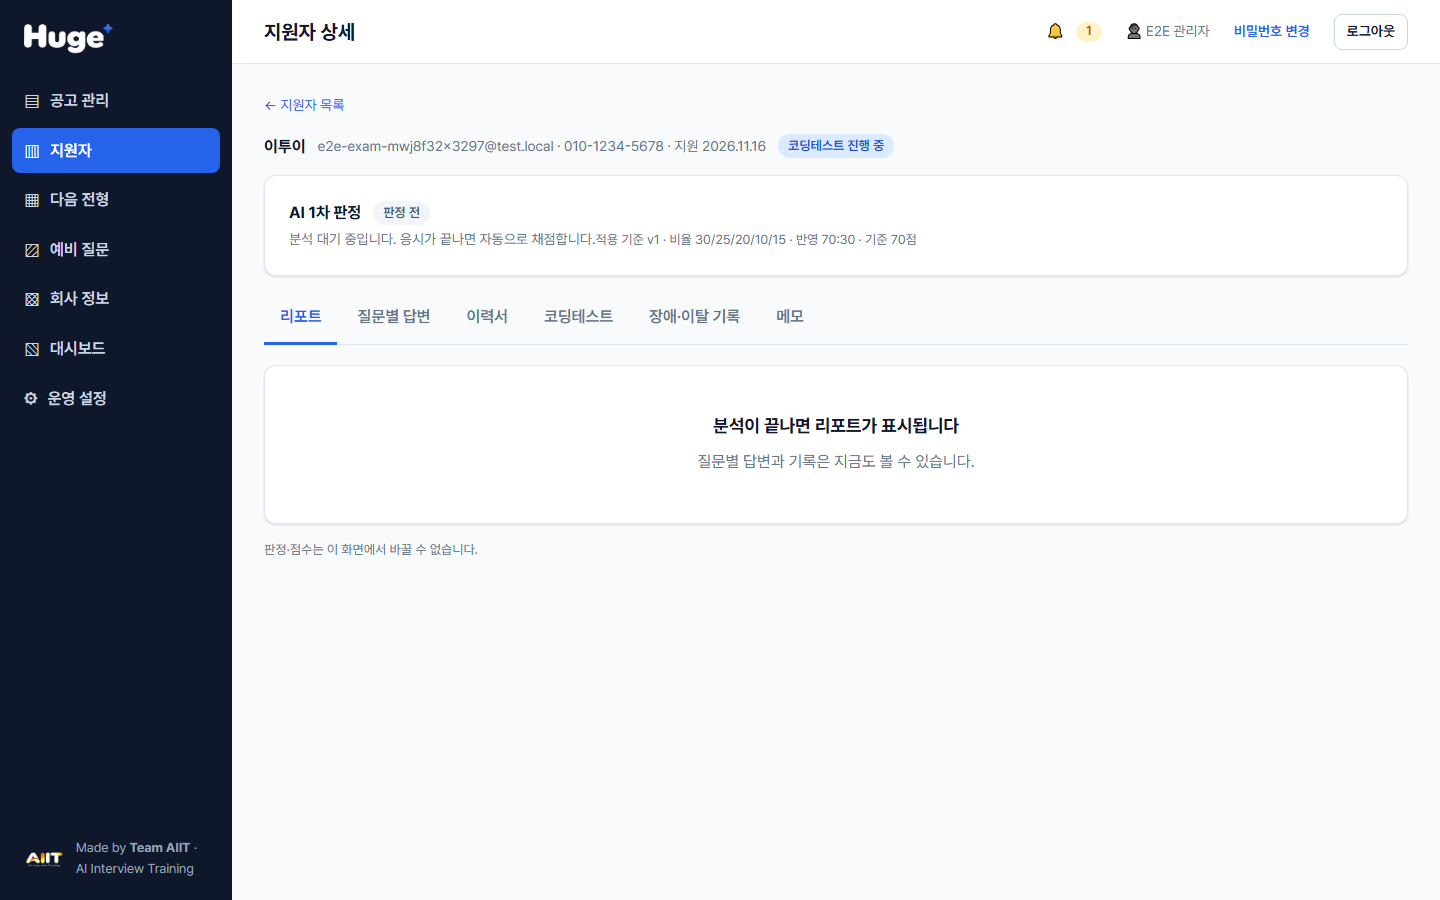 Huge
공고 관리
지원자
다음 전형
예비 질문
회사 정보
대시보드
운영 설정
AIIT
Made by Team AIIT ·
AI Interview Training
지원자 상세
1
E2E 관리자
비밀번호 변경
로그아웃
← 지원자 목록
이투이 e2e-exam-mwj8f32x3297@test.local · 010-1234-5678 · 지원 2026.11.16 코딩테스트 진행 중
AI 1차 판정 판정 전
분석 대기 중입니다. 응시가 끝나면 자동으로 채점합니다.적용 기준 v1 · 비율 30/25/20/10/15 · 반영 70:30 · 기준 70점
리포트 질문별 답변 이력서 코딩테스트 장애·이탈 기록 메모
분석이 끝나면 리포트가 표시됩니다
질문별 답변과 기록은 지금도 볼 수 있습니다.
판정·점수는 이 화면에서 바꿀 수 없습니다.